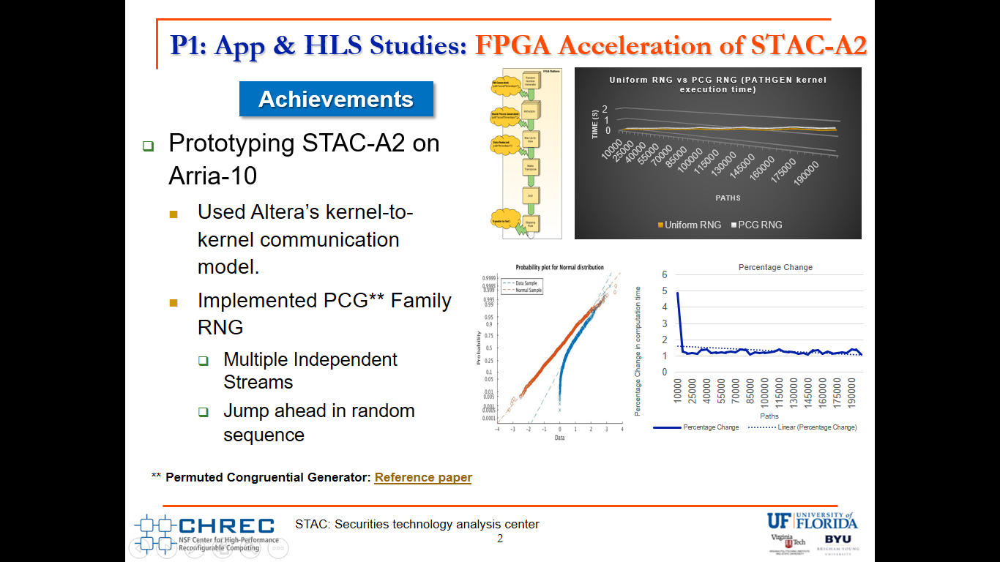 P1: App & HLS Studies: FPGA Acceleration of STAC-A2
Achievements
Prototyping STAC-A2 on
Arria-10
Used Altera’s kernel-to-
kernel communication
model.
Implemented PCG** Family
RNG
Multiple Independent
Streams
Jump ahead in random
sequence
** Permuted Congruential Generator: Reference paper
FPGA Platform
Random
Number
Generator
PATHGEN
Matrix
Transpose
SVD
Stopping
Rule
Uniform RNG vs PCG RNG (PATHGEN kernel
execution time)
TIME (S)
2
1
0
10000
25000
40000
55000
70000
85000
100000
115000
130000
145000
160000
175000
190000
PATHS
Uniform RNG
PCG RNG
Probability plot for Normal distribution
Data Sample
Normal Sample
Probability
0.9999
0.9995
0.999
0.995
0.99
0.95
0.9
0.75
0.5
0.25
0.1
0.05
0.01
0.005
0.001
0.0005
0.0001
-4 -3 -2 -1 0 1 2 3 4
Data
Percentage Change
Percentage Change in computation time
6
5
4
3
2
1
0
10000
25000
40000
55000
70000
85000
100000
115000
130000
145000
160000
175000
190000
Paths
Percentage Change
Linear (Percentage Change)
CHREC
NSF Center for High-Performance
Reconfigurable Computing
STAC: Securities technology analysis center
2
UF UNIVERSITY of
FLORIDA
Virginia
Tech
BYU
BRIGHAM YOUNG
UNIVERSITY